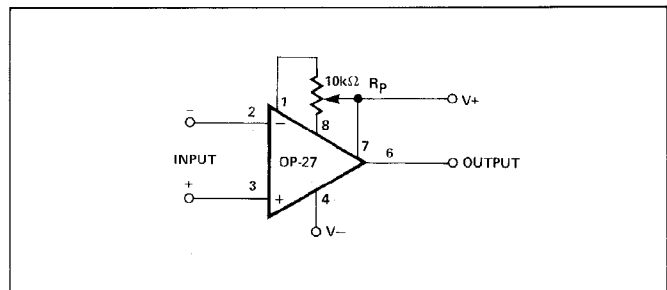 10kΩ
R_P
V+
1
8
7
−
2
−
6
OUTPUT
INPUT
OP-27
+
3
+
4
V−